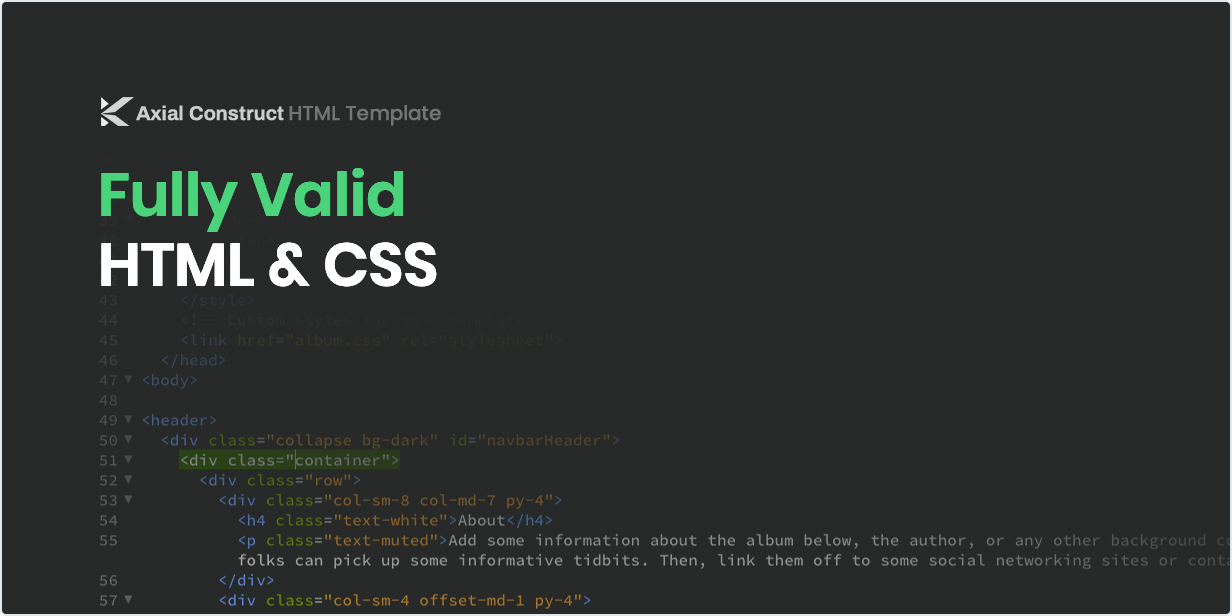 Axial Construct HTML Template
Fully Valid
HTML & CSS
43 </style>
44 <!-- Custom styles for this template
45 <link href="album.css" rel="stylesheet">
46 </head>
47 <body>
48
49 <header>
50 <div class="collapse bg-dark" id="navbarHeader">
51 <div class="container">
52 <div class="row">
53 <div class="col-sm-8 col-md-7 py-4">
54 <h4 class="text-white">About</h4>
55 <p class="text-muted">Add some information about the album below, the author, or any other background
folks can pick up some informative tidbits. Then, link them off to some social networking sites or
56 </div>
57 <div class="col-sm-4 offset-md-1 py-4">